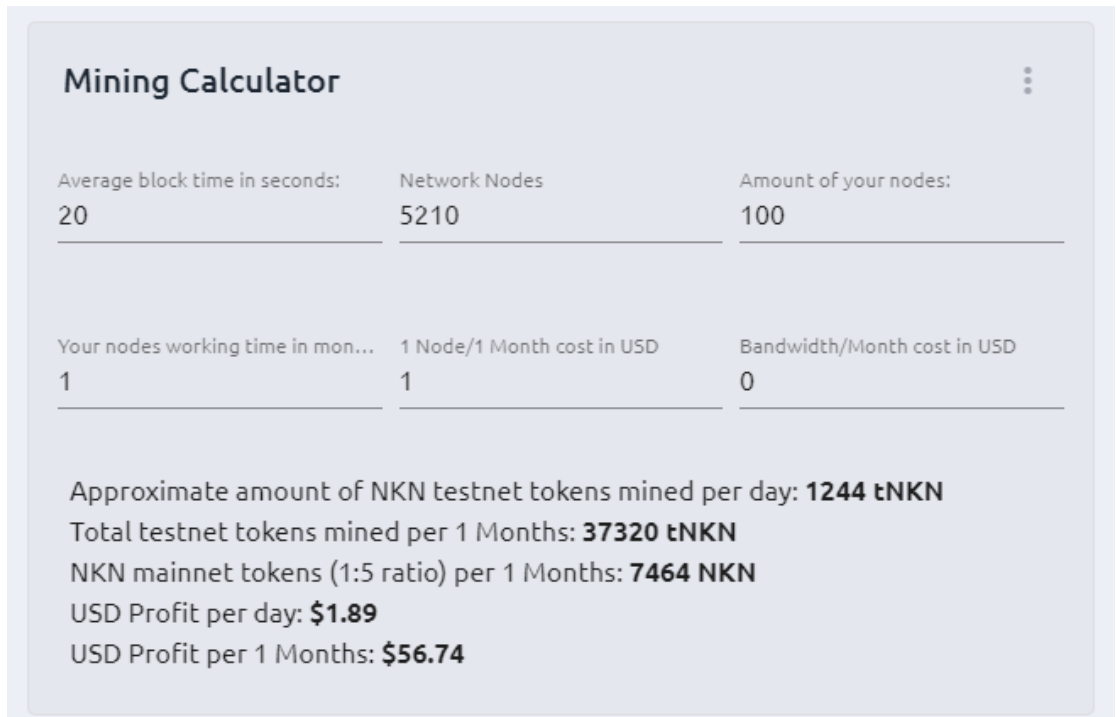 Mining Calculator
Average block time in seconds: Network Nodes Amount of your nodes:
20 5210 100
Your nodes working time in mon... 1 Node/1 Month cost in USD Bandwidth/Month cost in USD
1 1 0
Approximate amount of NKN testnet tokens mined per day: 1244 tNKN
Total testnet tokens mined per 1 Months: 37320 tNKN
NKN mainnet tokens (1:5 ratio) per 1 Months: 7464 NKN
USD Profit per day: $1.89
USD Profit per 1 Months: $56.74